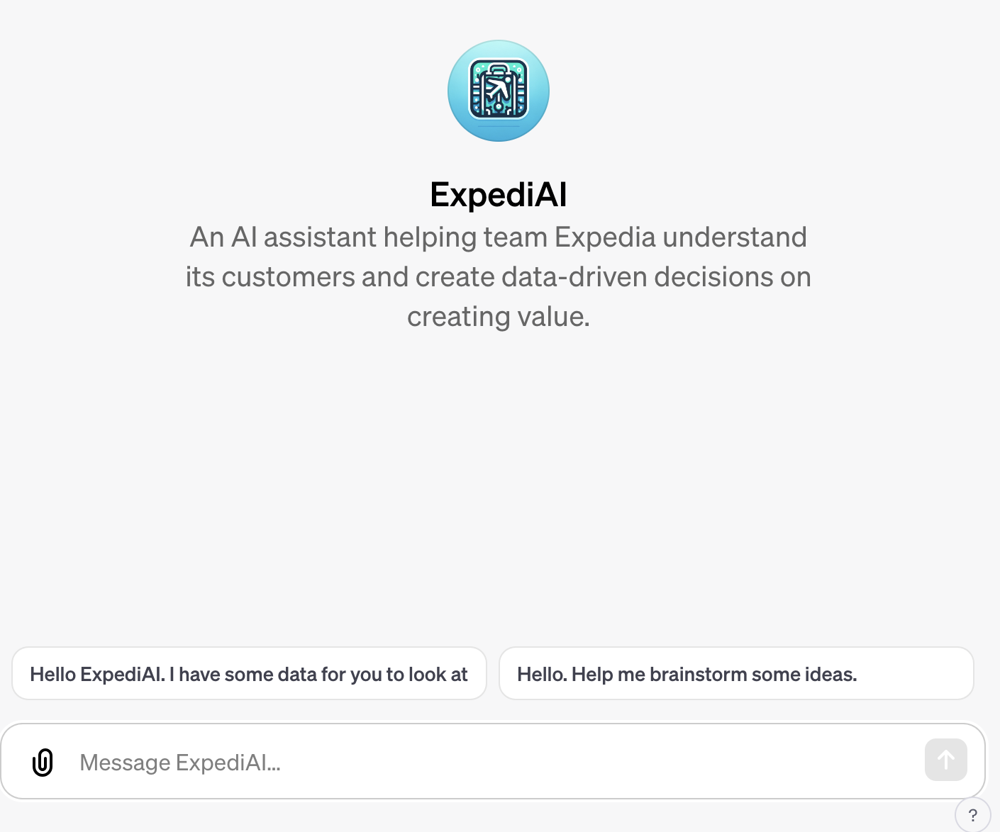 ExpediAI
An AI assistant helping team Expedia understand
its customers and create data-driven decisions on
creating value.
Hello ExpediAI. I have some data for you to look at
Hello. Help me brainstorm some ideas.
Message ExpediAI...
?